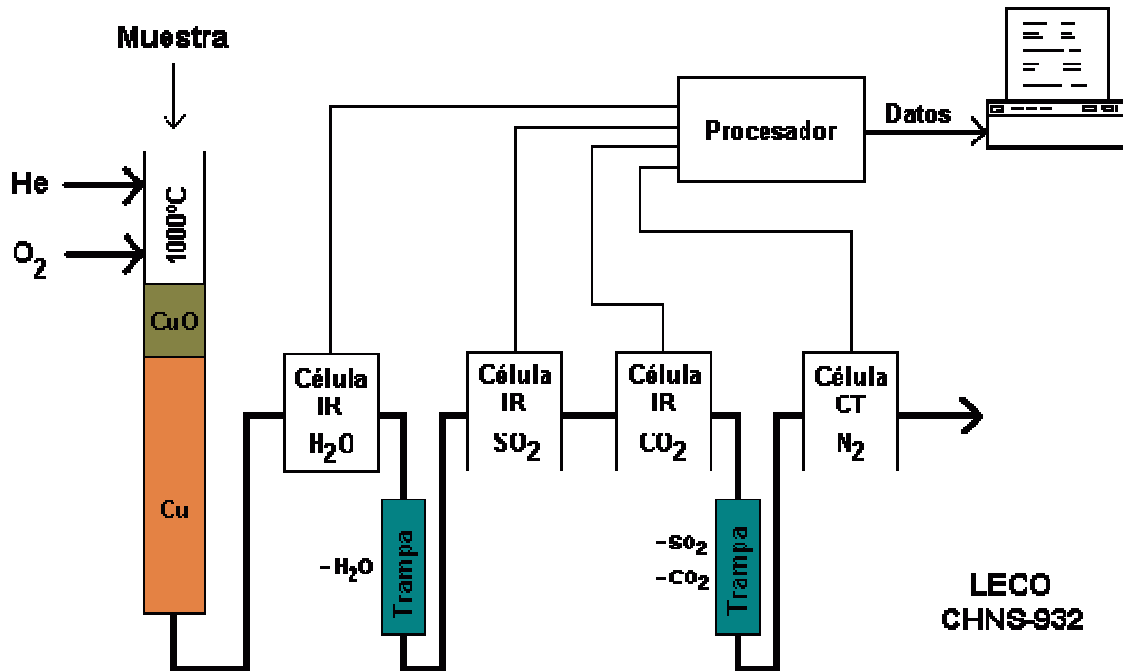 Muestra
He
O2
1000ºC
CuO
Cu
Célula
IR
H2O
-H2O
Trampa
Célula
IR
SO2
Célula
IR
CO2
-SO2
-CO2
Trampa
Célula
CT
N2
Procesador
Datos
LECO
CHNS-932